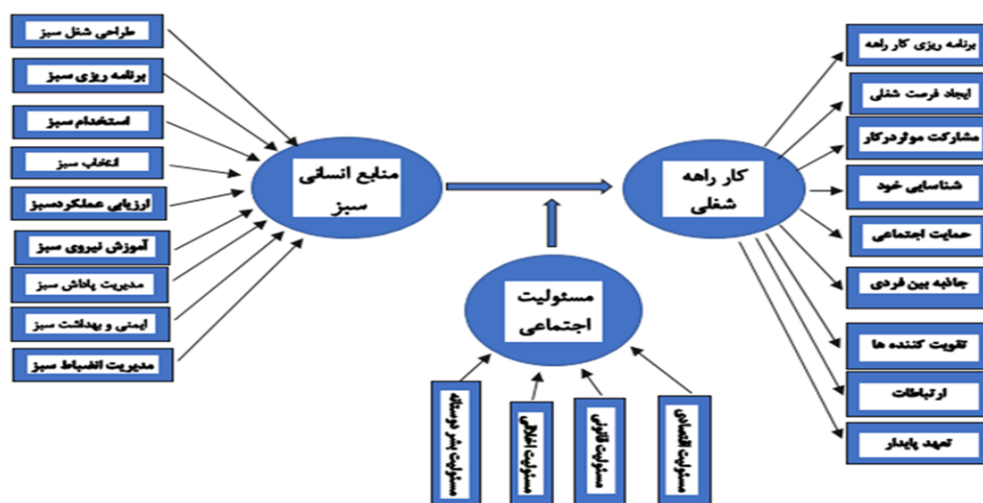 طراحی شغل سبز
برنامه ریزی سبز
استخدام سبز
انتخاب سبز
ارزیابی عملکردسبز
آموزش نیروی سبز
مدیریت پاداش سبز
ایمنی و بهداشت سبز
مدیریت انضباط سبز
منابع انسانی
سبز
مسئولیت
اجتماعی
مسئولیت بشر دوستانه
مسئولیت اخلاقی
مسئولیت قانونی
مسئولیت اقتصادی
کار راهه
شغلی
برنامه ریزی کار راهه
ایجاد فرصت شغلی
مشارکت موثردرکار
شناسایی خود
حمایت اجتماعی
جاذبه بین فردی
تقویت کننده ها
ارتباطات
تعهد پایدار